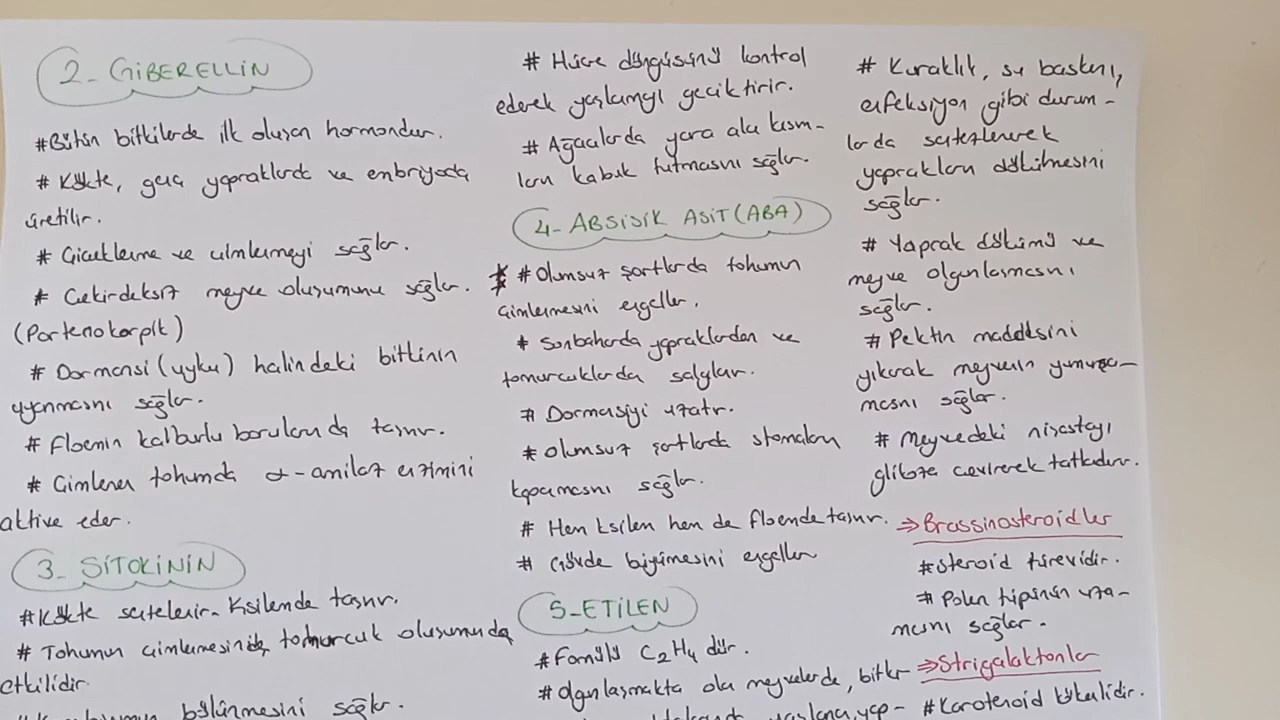 2- GİBERELLİN
#Bütün bitkilerde ilk oluşan hormondur.
# Kökte, genç yapraklarda ve embriyoda
üretilir.
# Çiçeklenme ve çimlenmeyi sağlar.
# Çekirdeksiz meyve oluşumunu sağlar.
(Partenokarpik)
# Dormansi (uyku) halindeki bitkinin
uyanmasını sağlar.
# Floemin kalburlu borularında taşınır.
# Çimlenen tohumda α-amilaz enzimini
aktive eder.
3- SİTOKİNİN
#Kökte sentezlenir. Ksilemde taşınır.
# Tohumun çimlenmesinde, tomurcuk oluşumunda
etkilidir.
bölünmesini sağlar.
# Hücre döngüsünü kontrol
ederek yaşlanmayı geciktirir.
# Ağaçlarda yara alan kısım-
ların kabuk tutmasını sağlar.
4- ABSİSİK ASİT (ABA)
# Olumsuz şartlarda tohumun
çimlenmesini engeller.
# Sonbaharda yapraklardan ve
tomurcuklarda salgılanır.
# Dormansiyi uzatır.
# Olumsuz şartlarda stomaların
kapanmasını sağlar.
# Hem ksilem hem de floemde taşınır.
# Gövde büyümesini engeller
5-ETİLEN
#Formülü C2H4 dür.
#Olgunlaşmakta olan meyvelerde, bitki
yaşlanan, yap-
# Kuraklık, su baskını,
enfeksiyon gibi durum-
larda sentezlenerek
yaprakların dökülmesini
sağlar.
# Yaprak dökümü ve
meyve olgunlaşmasını
sağlar.
# Pektin maddesini
yıkarak meyvenin yumuşa-
masını sağlar.
# Meyvedeki nişastayı
glikoza çevirerek tatlandırır.
⇒Brassinosteroidler
#Steroid türevidir.
# Polen tüpünün uza-
masını sağlar.
⇒Strigalaktonlar
#Karotenoid kökenlidir.